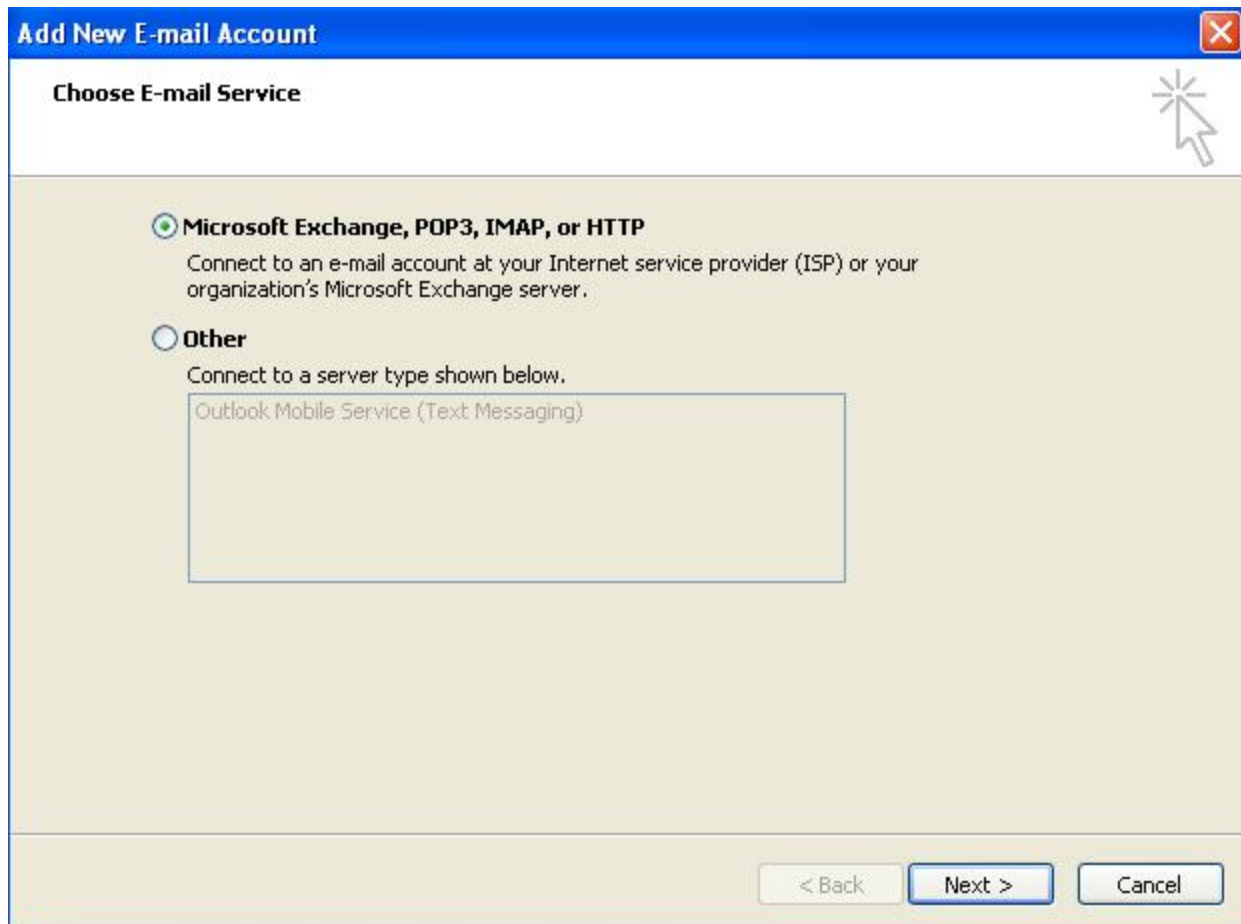 Add New E-mail Account
Choose E-mail Service
Microsoft Exchange, POP3, IMAP, or HTTP
Connect to an e-mail account at your Internet service provider (ISP) or your
organization's Microsoft Exchange server.
Other
Connect to a server type shown below.
Outlook Mobile Service (Text Messaging)
< Back
Next >
Cancel